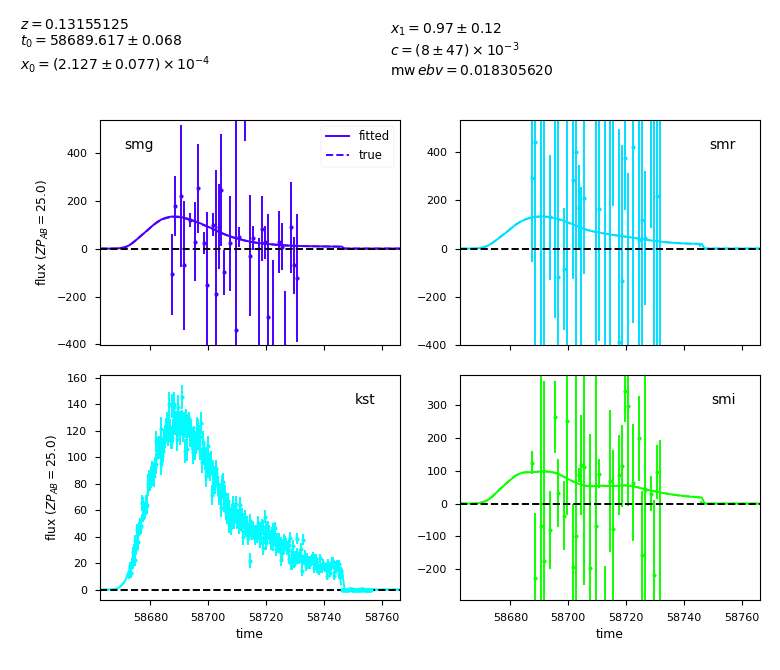 z = 0.13155125
t₀ = 58689.617 ± 0.068
x₀ = (2.127 ± 0.077) × 10⁻⁴
x₁ = 0.97 ± 0.12
c = (8 ± 47) × 10⁻³
mw ebv = 0.018305620
smg
fitted
true
flux (ZP_AB = 25.0)
400
200
0
−200
−400
smr
400
200
0
−200
−400
kst
flux (ZP_AB = 25.0)
160
140
120
100
80
60
40
20
0
58680 58700 58720 58740 58760
time
smi
300
200
100
0
−100
−200
58680 58700 58720 58740 58760
time